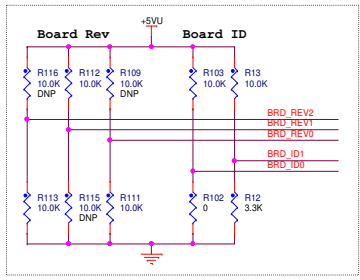 +5VU
Board Rev
Board ID
R116
10.0K
DNP
R112
10.0K
R109
10.0K
DNP
R103
10.0K
R13
10.0K
BRD_REV2
BRD_REV1
BRD_REV0
BRD_ID1
BRD_ID0
R113
10.0K
R115
10.0K
DNP
R111
10.0K
R102
0
R12
3.3K